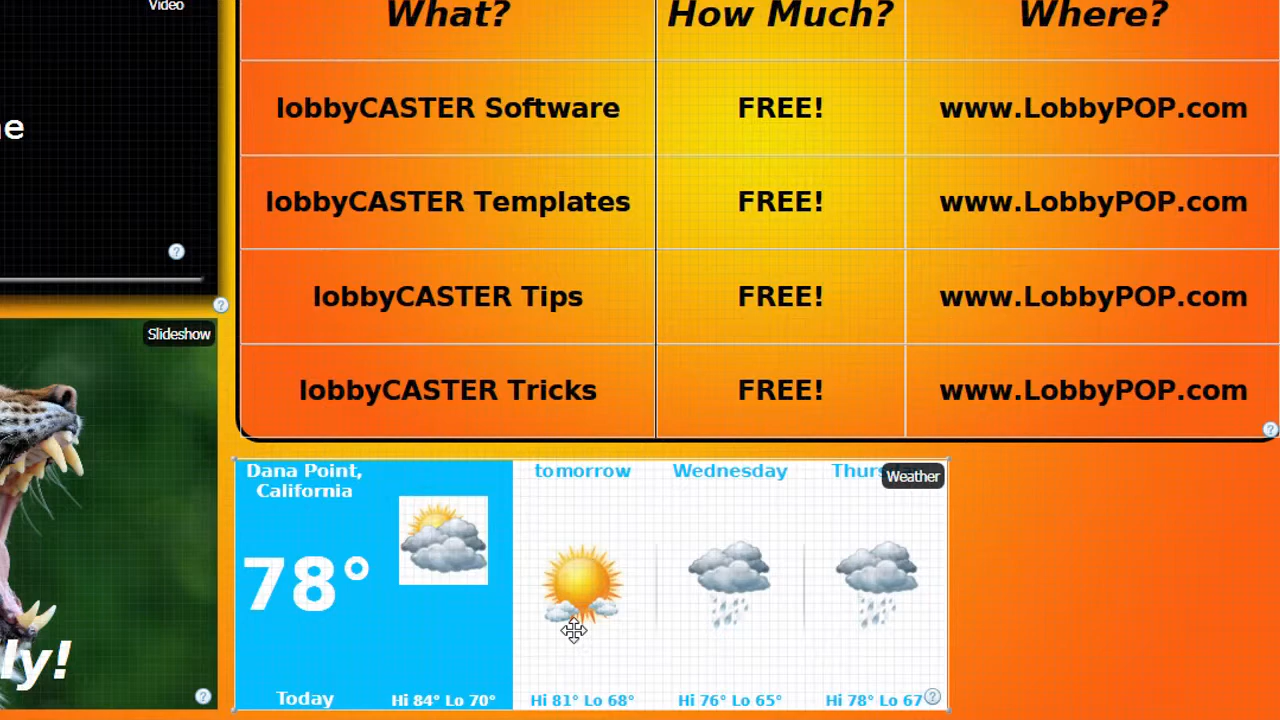 Video
What?
How Much?
Where?
lobbyCASTER Software
FREE!
www.LobbyPOP.com
lobbyCASTER Templates
FREE!
www.LobbyPOP.com
lobbyCASTER Tips
FREE!
www.LobbyPOP.com
Slideshow
lobbyCASTER Tricks
FREE!
www.LobbyPOP.com
Dana Point,
California
78°
Today
Hi 84° Lo 70°
tomorrow
Hi 81° Lo 68°
Wednesday
Hi 76° Lo 65°
Weather
Hi 78° Lo 67